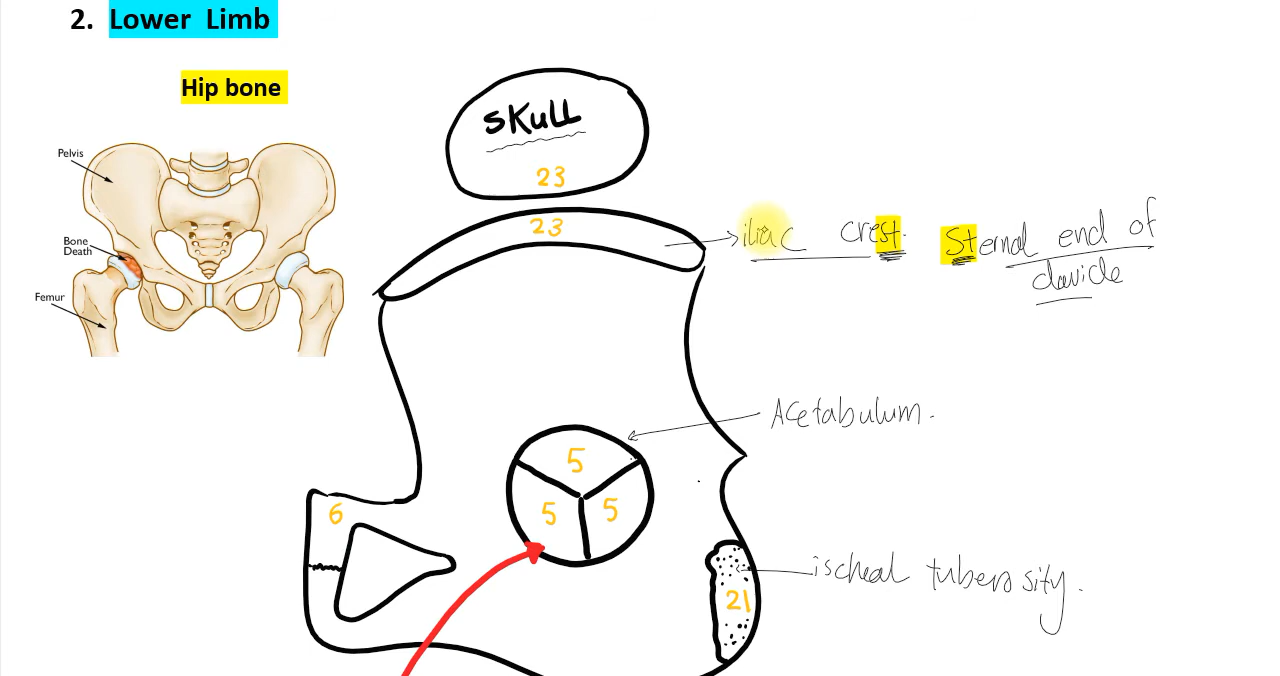 2. Lower Limb
Hip bone
Pelvis
Bone
Death
Femur
SKULL
23
23
iliac crest. Sternal end of
clavicle
Acetabulum.
5
5 5
6
ischeal tuberosity.
21